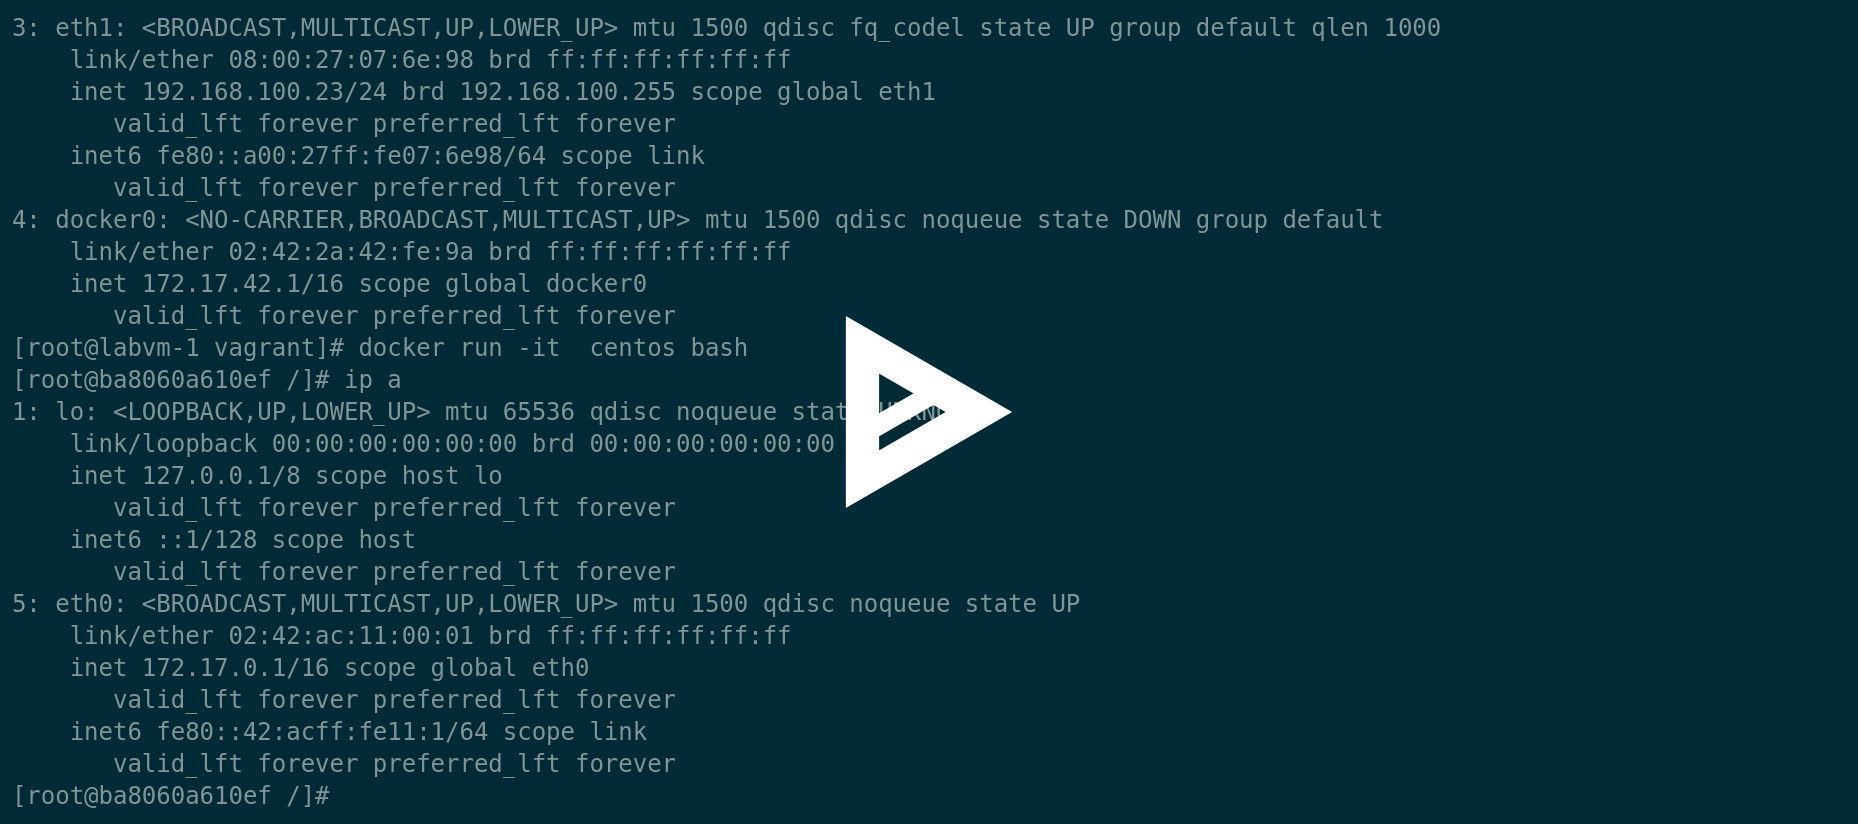 3: eth1: <BROADCAST,MULTICAST,UP,LOWER_UP> mtu 1500 qdisc fq_codel state UP group default qlen 1000
    link/ether 08:00:27:07:6e:98 brd ff:ff:ff:ff:ff:ff
    inet 192.168.100.23/24 brd 192.168.100.255 scope global eth1
       valid_lft forever preferred_lft forever
    inet6 fe80::a00:27ff:fe07:6e98/64 scope link
       valid_lft forever preferred_lft forever
4: docker0: <NO-CARRIER,BROADCAST,MULTICAST,UP> mtu 1500 qdisc noqueue state DOWN group default
    link/ether 02:42:2a:42:fe:9a brd ff:ff:ff:ff:ff:ff
    inet 172.17.42.1/16 scope global docker0
       valid_lft forever preferred_lft forever
[root@labvm-1 vagrant]# docker run -it  centos bash
[root@ba8060a610ef /]# ip a
1: lo: <LOOPBACK,UP,LOWER_UP> mtu 65536 qdisc noqueue
    link/loopback 00:00:00:00:00:00 brd 00:00:00:00:00:00
    inet 127.0.0.1/8 scope host lo
       valid_lft forever preferred_lft forever
    inet6 ::1/128 scope host
       valid_lft forever preferred_lft forever
5: eth0: <BROADCAST,MULTICAST,UP,LOWER_UP> mtu 1500 qdisc noqueue state UP
    link/ether 02:42:ac:11:00:01 brd ff:ff:ff:ff:ff:ff
    inet 172.17.0.1/16 scope global eth0
       valid_lft forever preferred_lft forever
    inet6 fe80::42:acff:fe11:1/64 scope link
       valid_lft forever preferred_lft forever
[root@ba8060a610ef /]#